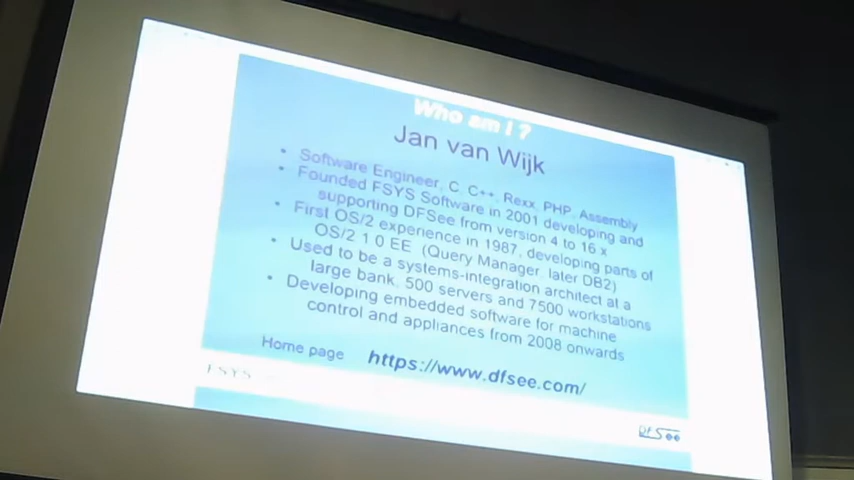 Who am i ?
Jan van Wijk
• Software Engineer, C, C++, Rexx, PHP, Assembly
• Founded FSYS Software in 2001 developing and
supporting DFSee from version 4 to 16 x
• First OS/2 experience in 1987, developing parts of
OS/2 1.0 EE (Query Manager, later DB2)
• Used to be a systems-integration architect at a
large bank, 500 servers and 7500 workstations
• Developing embedded software for machine
control and appliances from 2008 onwards
Home page https://www.dfsee.com/
FSYS
DFSee